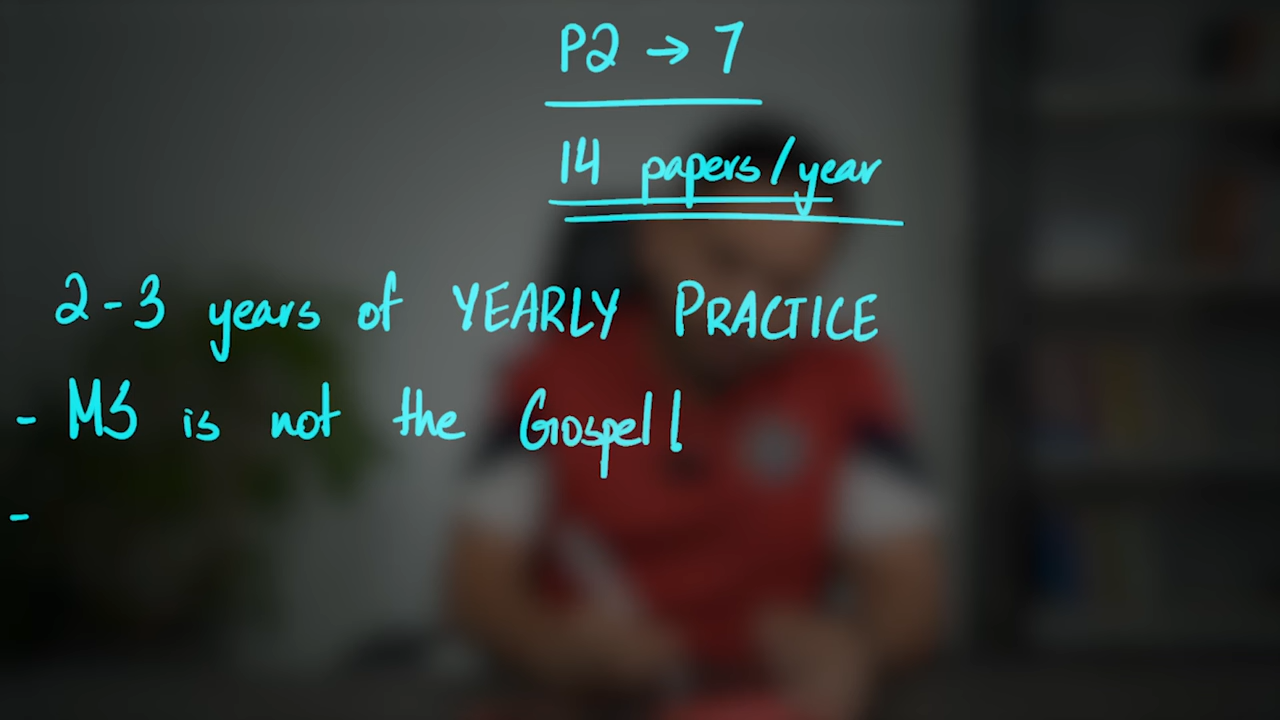 P2 → 7
14 papers/year
2-3 years of YEARLY PRACTICE
- MS is not the Gospel!
-